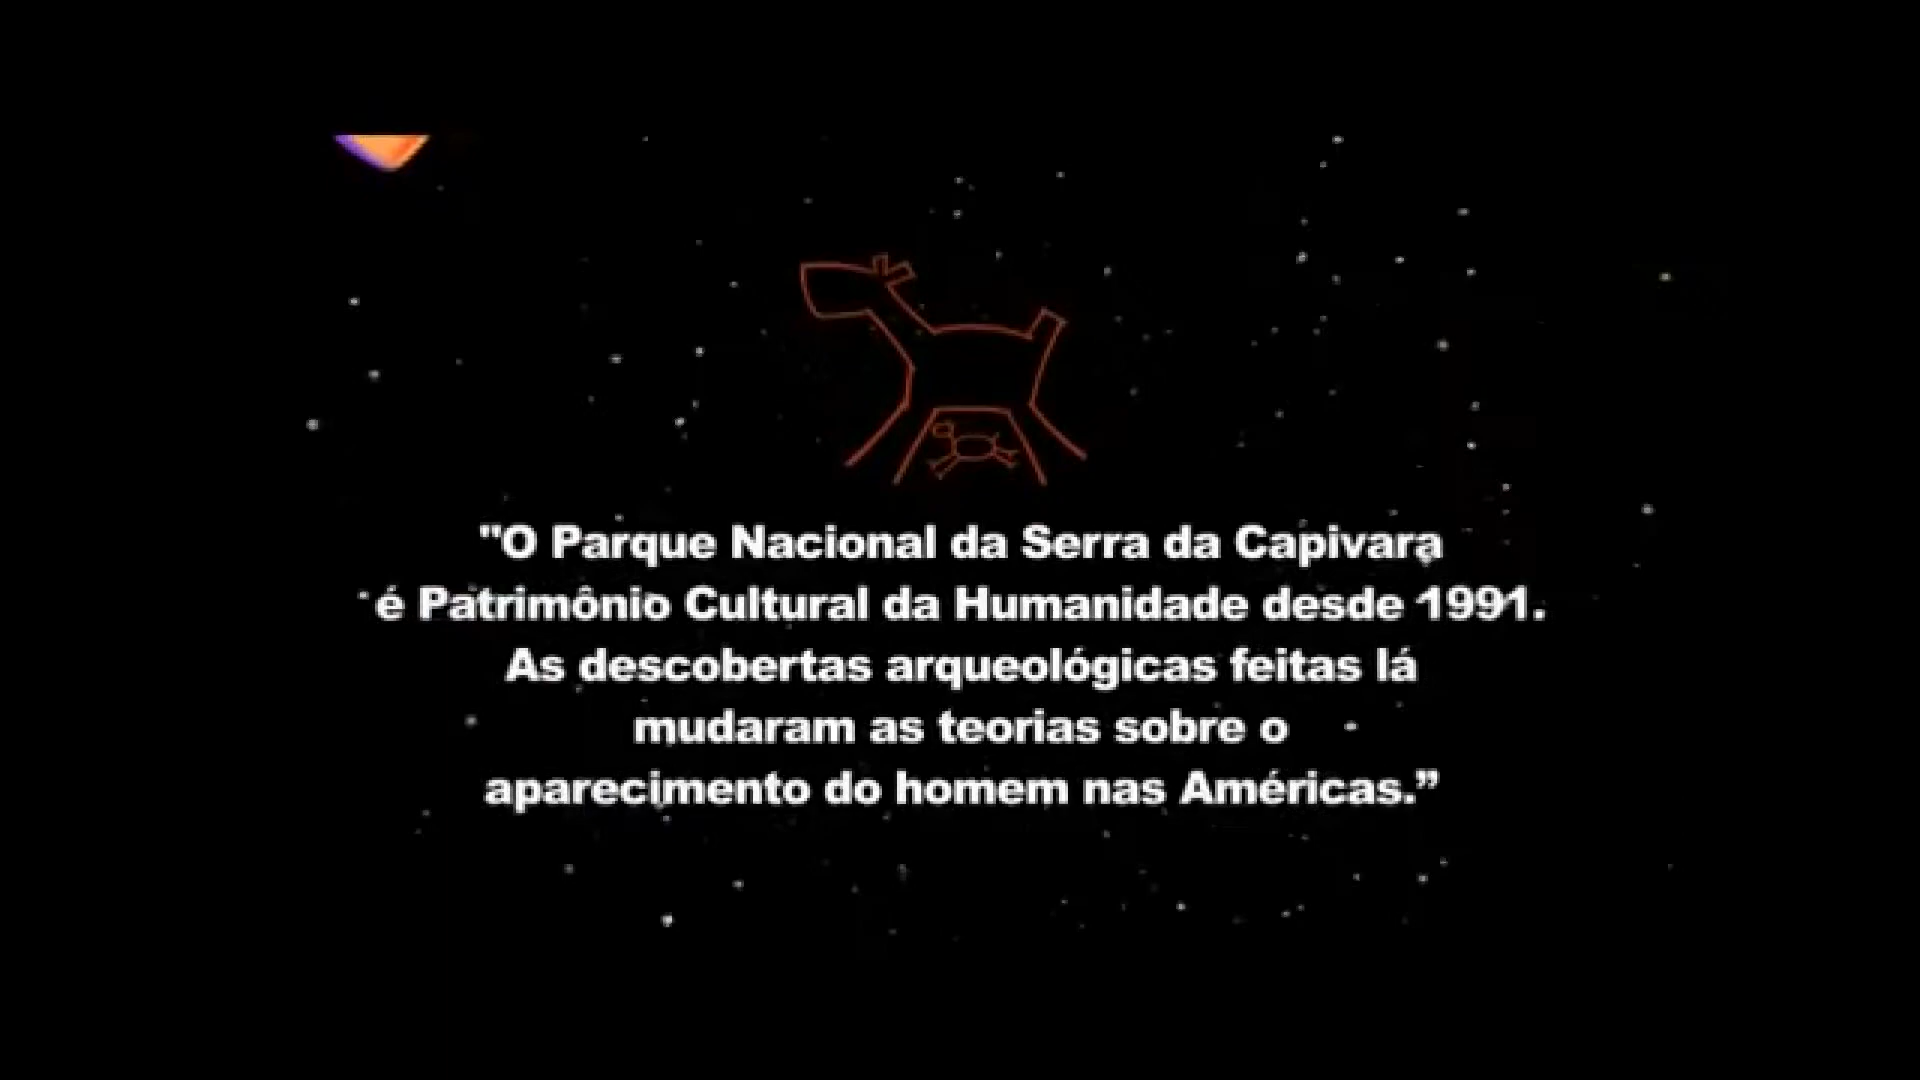 "O Parque Nacional da Serra da Capivara
é Patrimônio Cultural da Humanidade desde 1991.
As descobertas arqueológicas feitas lá
mudaram as teorias sobre o
aparecimento do homem nas Américas.”